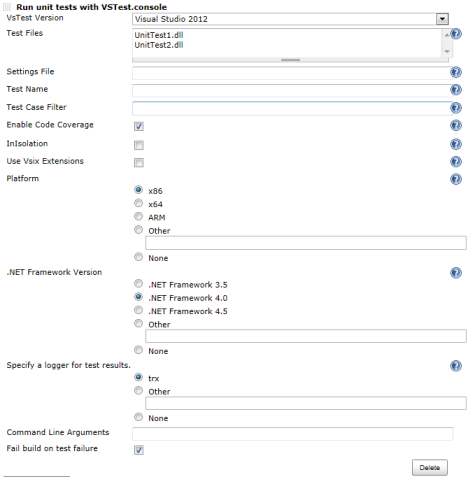 Run unit tests with VSTest.console
VsTest Version
Visual Studio 2012
Test Files
UnitTest1.dll
UnitTest2.dll
Settings File
Test Name
Test Case Filter
Enable Code Coverage
InIsolation
Use Vsix Extensions
Platform
x86
x64
ARM
Other
None
.NET Framework Version
.NET Framework 3.5
.NET Framework 4.0
.NET Framework 4.5
Other
None
Specify a logger for test results.
trx
Other
None
Command Line Arguments
Fail build on test failure
Delete